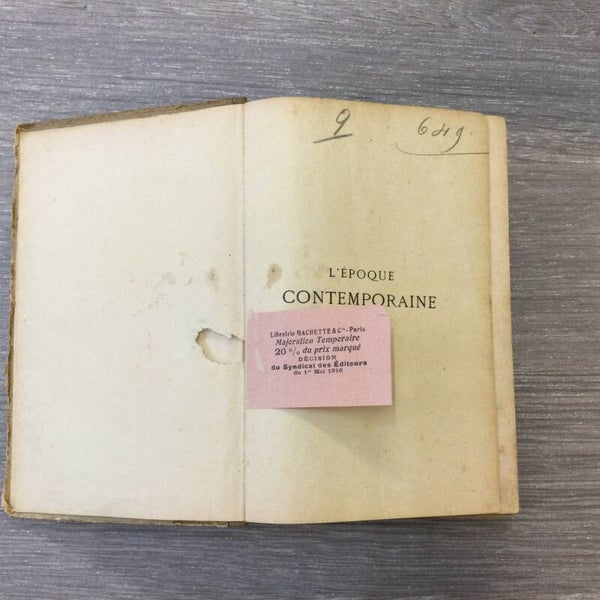 9
649.
L'ÉPOQUE
CONTEMPORAINE
Librairie HACHETTE & Cie - Paris
Majoration Temporaire
20 % du prix marqué
DÉCISION
du Syndicat des Éditeurs
du 1er Mai 1916